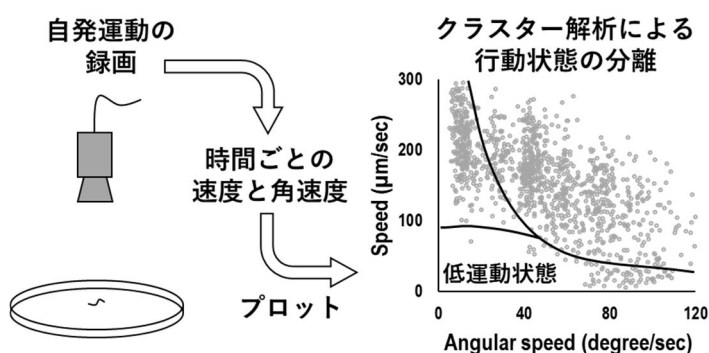 自発運動の
録画
時間ごとの
速度と角速度
プロット
クラスター解析による
行動状態の分離
Speed (μm/sec)
300
200
100
0
低運動状態
0 40 80 120
Angular speed (degree/sec)